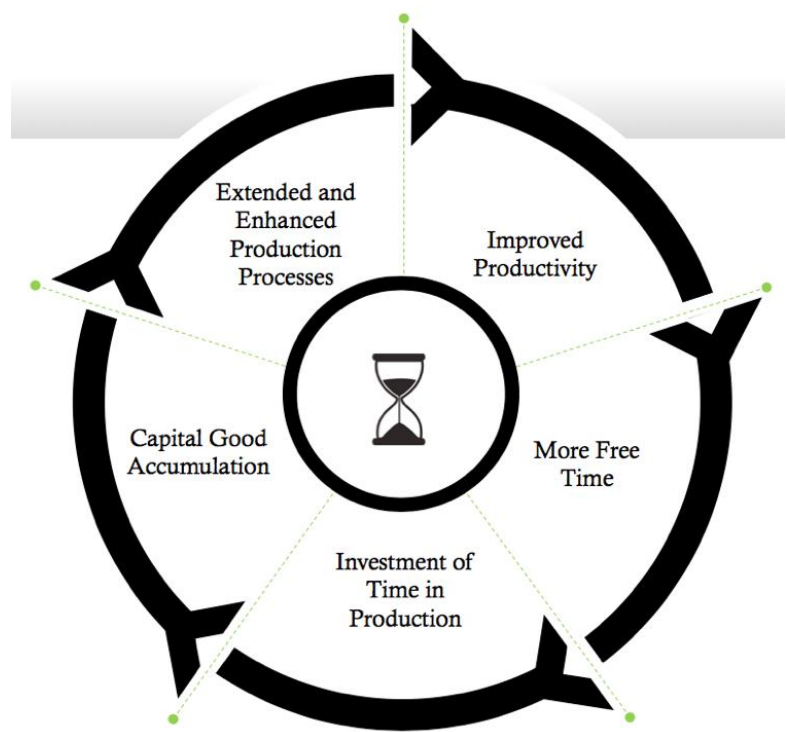 Extended and
Enhanced
Production
Processes
Improved
Productivity
More Free
Time
Investment of
Time in
Production
Capital Good
Accumulation